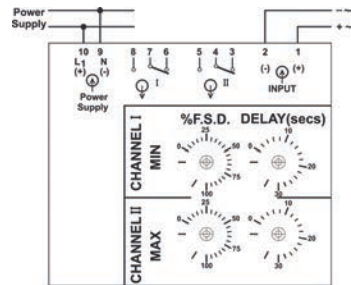 Power
Supply
- ~
+ ~
10 9 8 7 6 5 4 3 2 1
L1 N
(+) (-)
I
II
(-) (+)
INPUT
Power
Supply
%F.S.D. DELAY(secs)
CHANNEL I
MIN
0 25 50 75 100
0 10 20 30
CHANNEL II
MAX
0 25 50 75 100
0 10 20 30